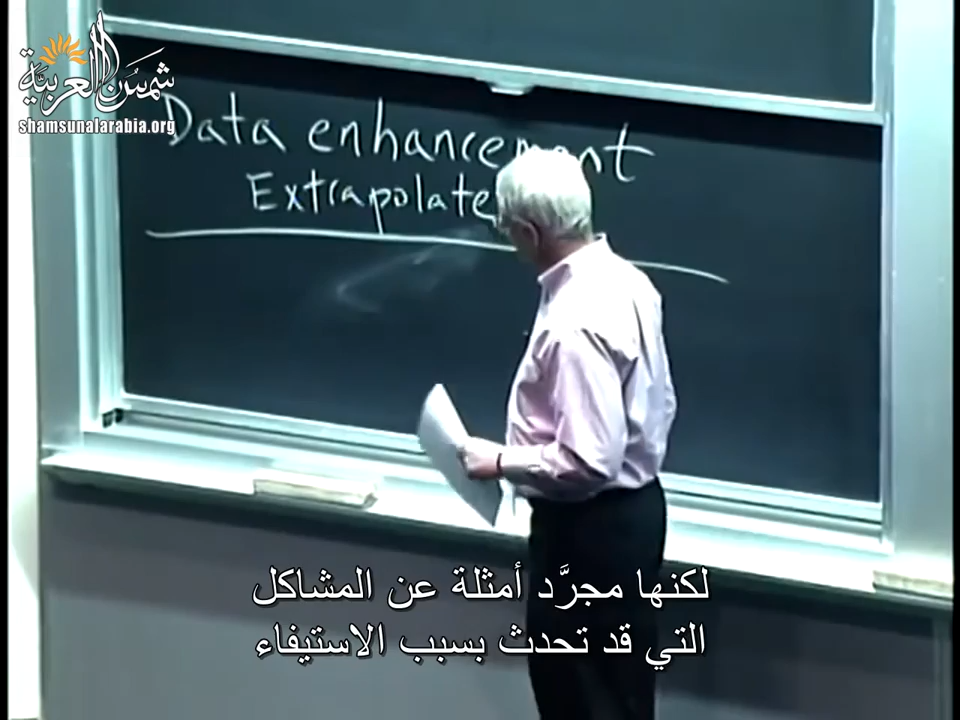 شمس العربية
shamsunalarabia.org
Data enhancement
Extrapolate
لكنها مجرَّد أمثلة عن المشاكل
التي قد تحدث بسبب الاستيفاء